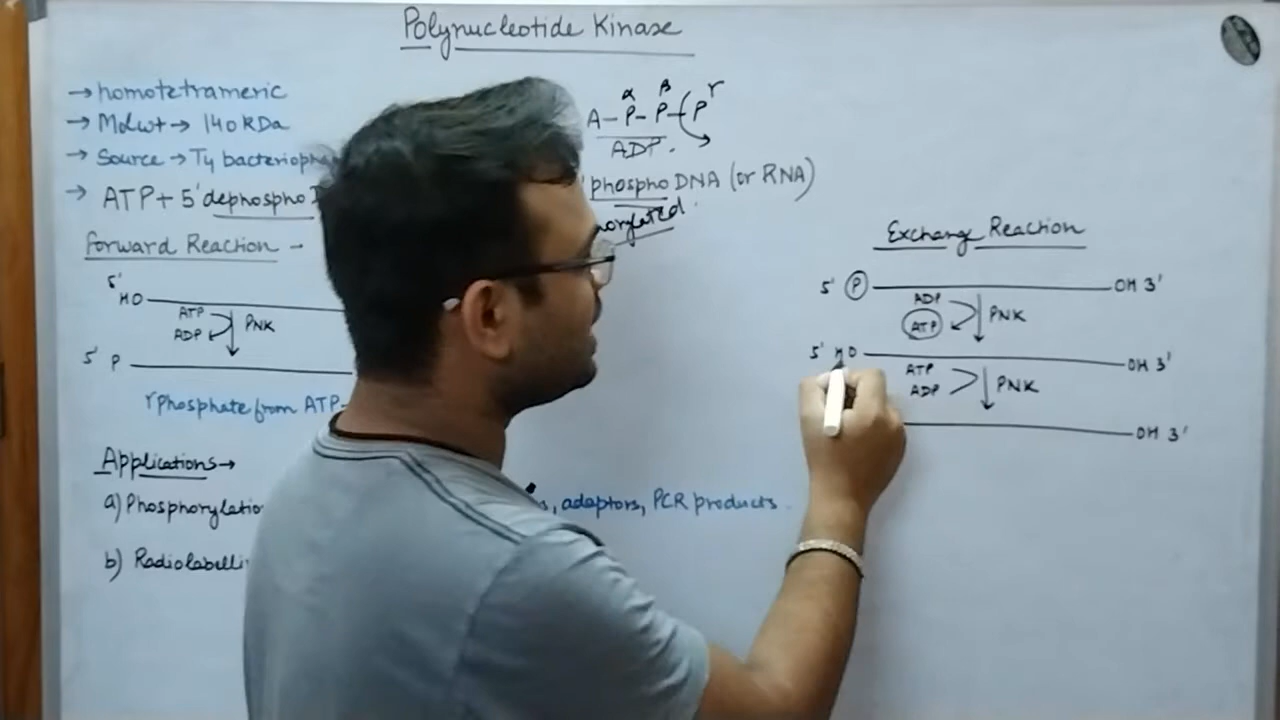 Polynucleotide Kinase
→ homotetrameric
→ Mol.wt → 140 KDa
→ Source → T4 bacteriopha
→ ATP + 5' dephospho
α β γ
A-P-P-P
ADP.
phospho DNA (or RNA)
orylated
Forward Reaction -
5'
HO
ATP
ADP
PNK
5' P
γ Phosphate from ATP-
Applications →
a) Phosphorylatio
s, adaptors, PCR products.
b) Radiolabelli
Exchange Reaction
5' P OH 3'
ADP
ATP
PNK
5' HO OH 3'
ATP
ADP
PNK
OH 3'